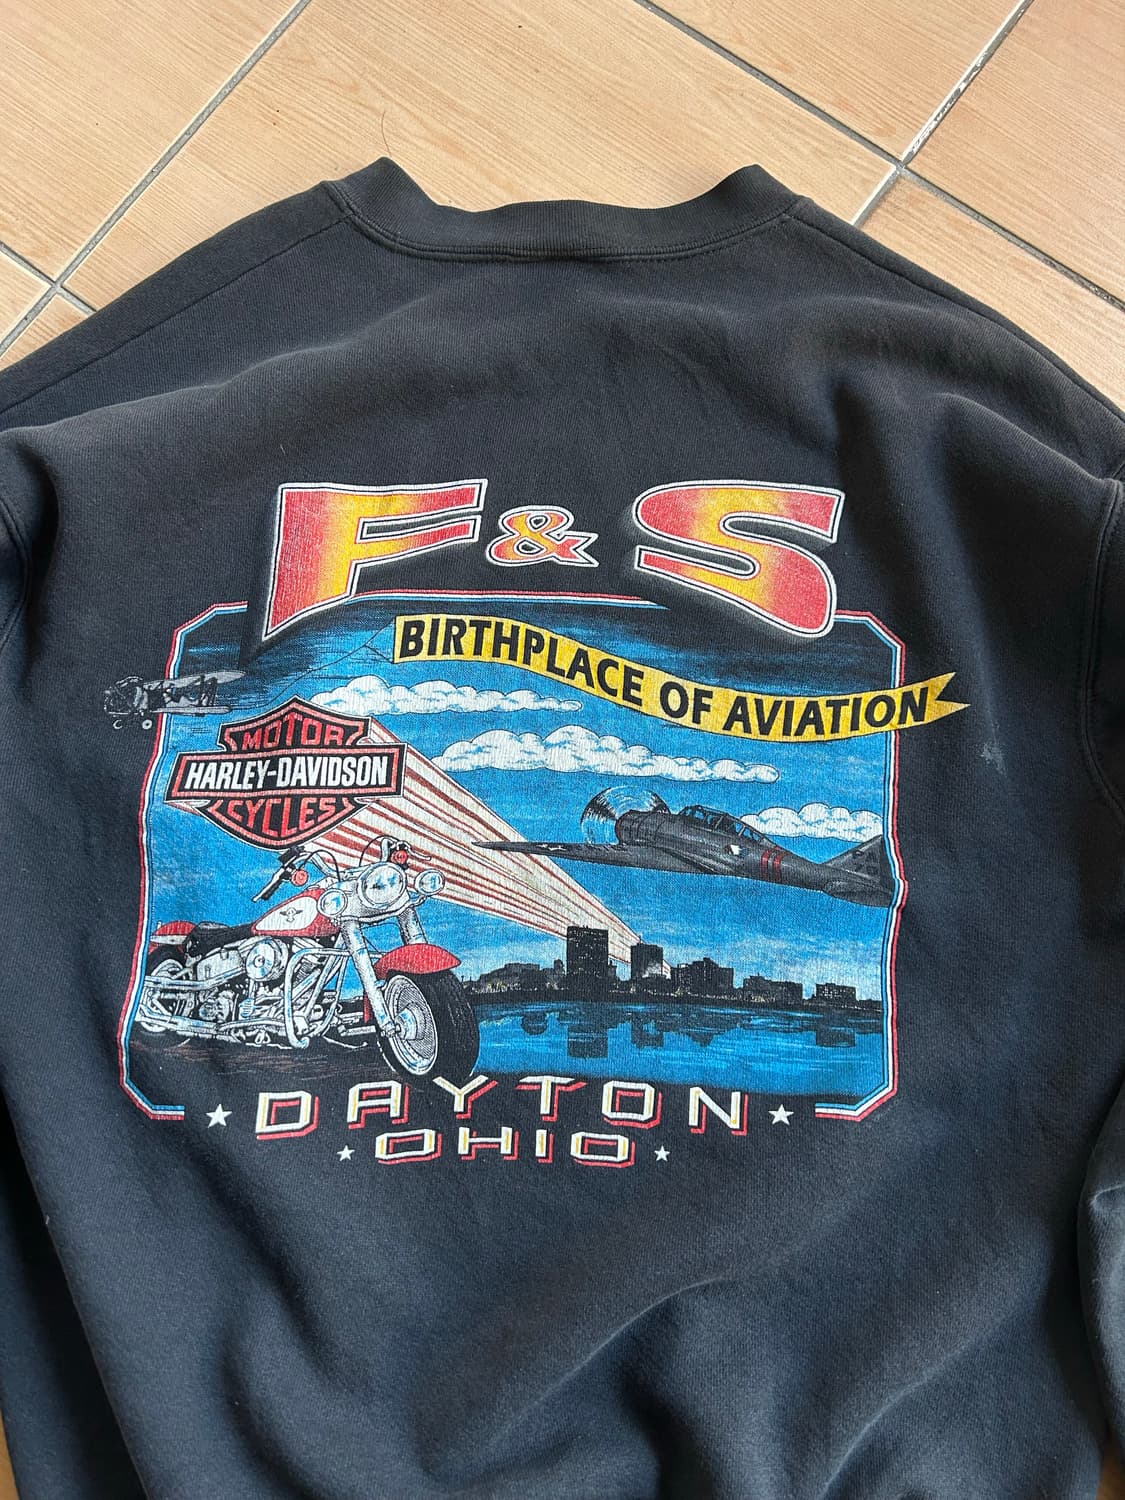 F & S
BIRTHPLACE OF AVIATION
MOTOR
HARLEY-DAVIDSON
CYCLES
DAYTON
OHIO